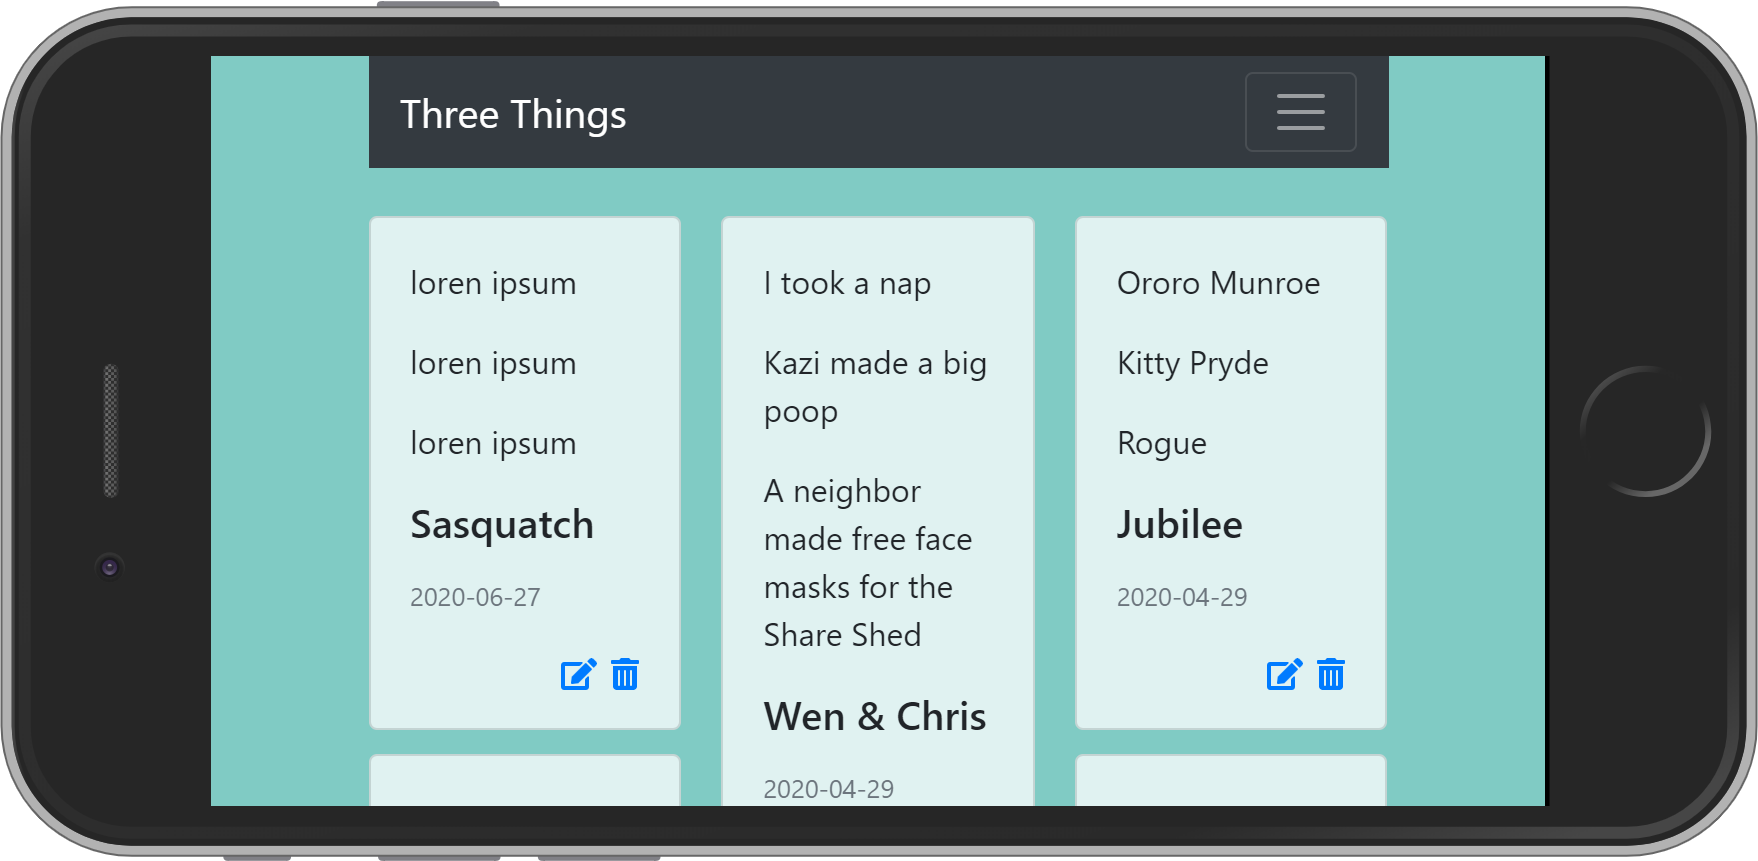 Three Things
loren ipsum
loren ipsum
loren ipsum
Sasquatch
2020-06-27
I took a nap
Kazi made a big
poop
A neighbor
made free face
masks for the
Share Shed
Wen & Chris
2020-04-29
Ororo Munroe
Kitty Pryde
Rogue
Jubilee
2020-04-29